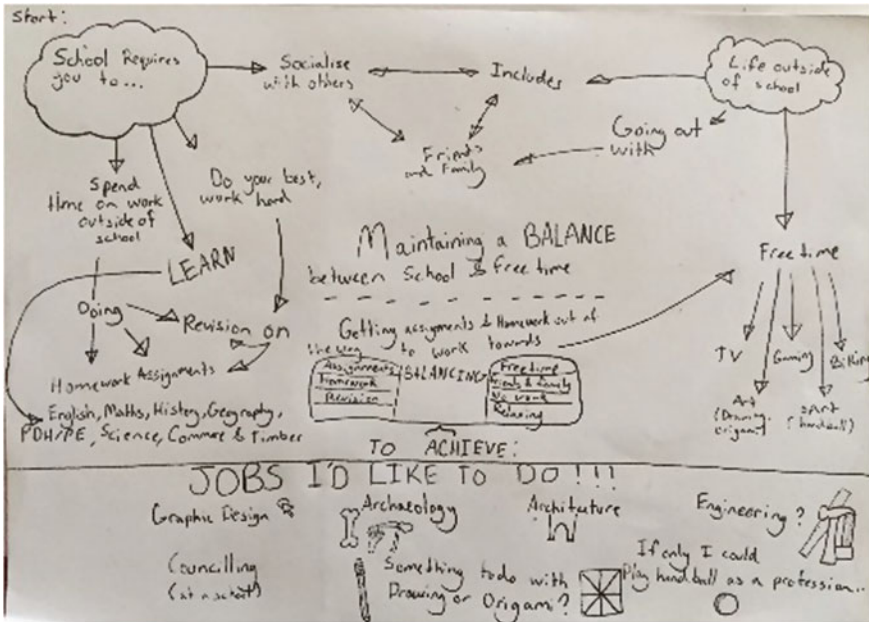 Start:
School Requires
you to...
Socialise
with others
Includes
Life outside
of school
Going out
with
Friends
and Family
Spend
time on work
outside of
school
Do your best,
work hard
LEARN
Maintaining a BALANCE
between School & free time
Free time
Doing
Revision on
Getting assignments & Homework out of
the way
to work towards
Homework Assignments
Assignments
Homework
Revision
BALANCING
Freetime
Friends & family
No work
Relaxing
TV
Gaming
Biking
Art
(Drawing,
origami)
sport
(handball)
English, Maths, History, Geography,
PDH/PE, Science, Commerce & Timber
TO ACHIEVE:
JOBS I'D LIKE TO DO!!!
Graphic Design
Archaeology
Archituture
Engineering?
Councilling
(at a school)
Something to do with
Drawing or Origami?
If only I could
Play handball as a profession...